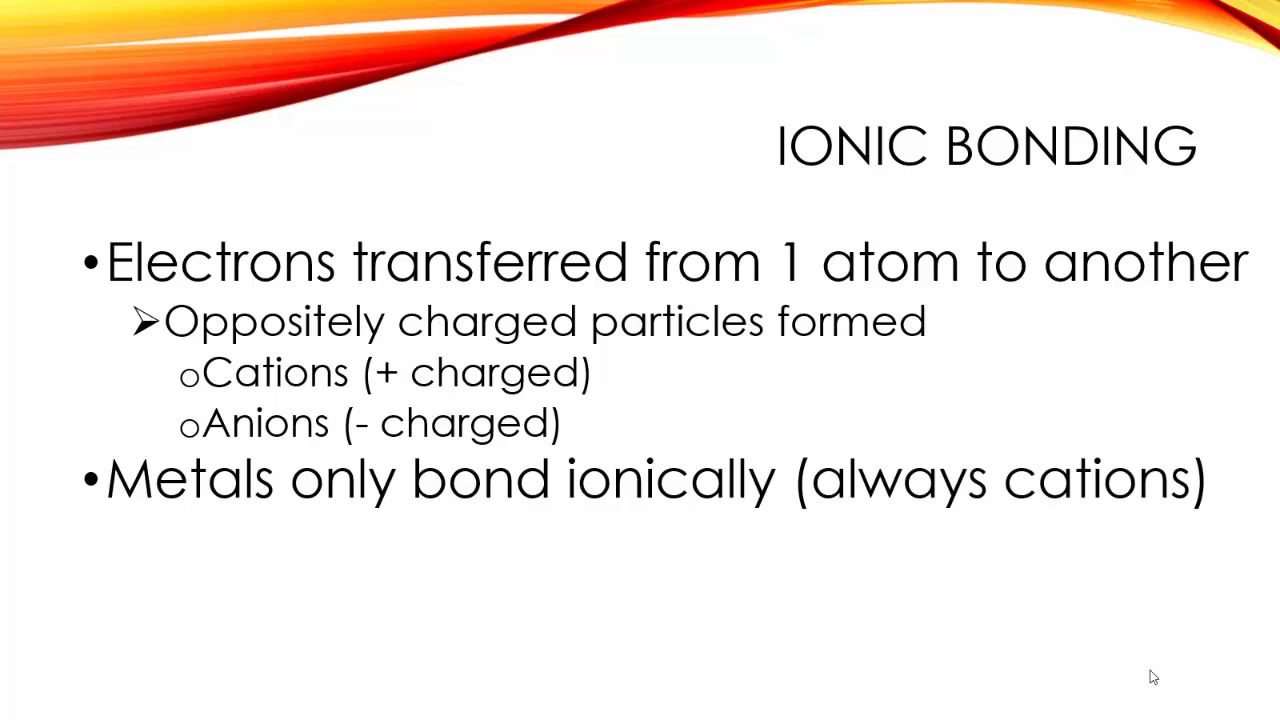 IONIC BONDING
•Electrons transferred from 1 atom to another
➢Oppositely charged particles formed
oCations (+ charged)
oAnions (- charged)
•Metals only bond ionically (always cations)